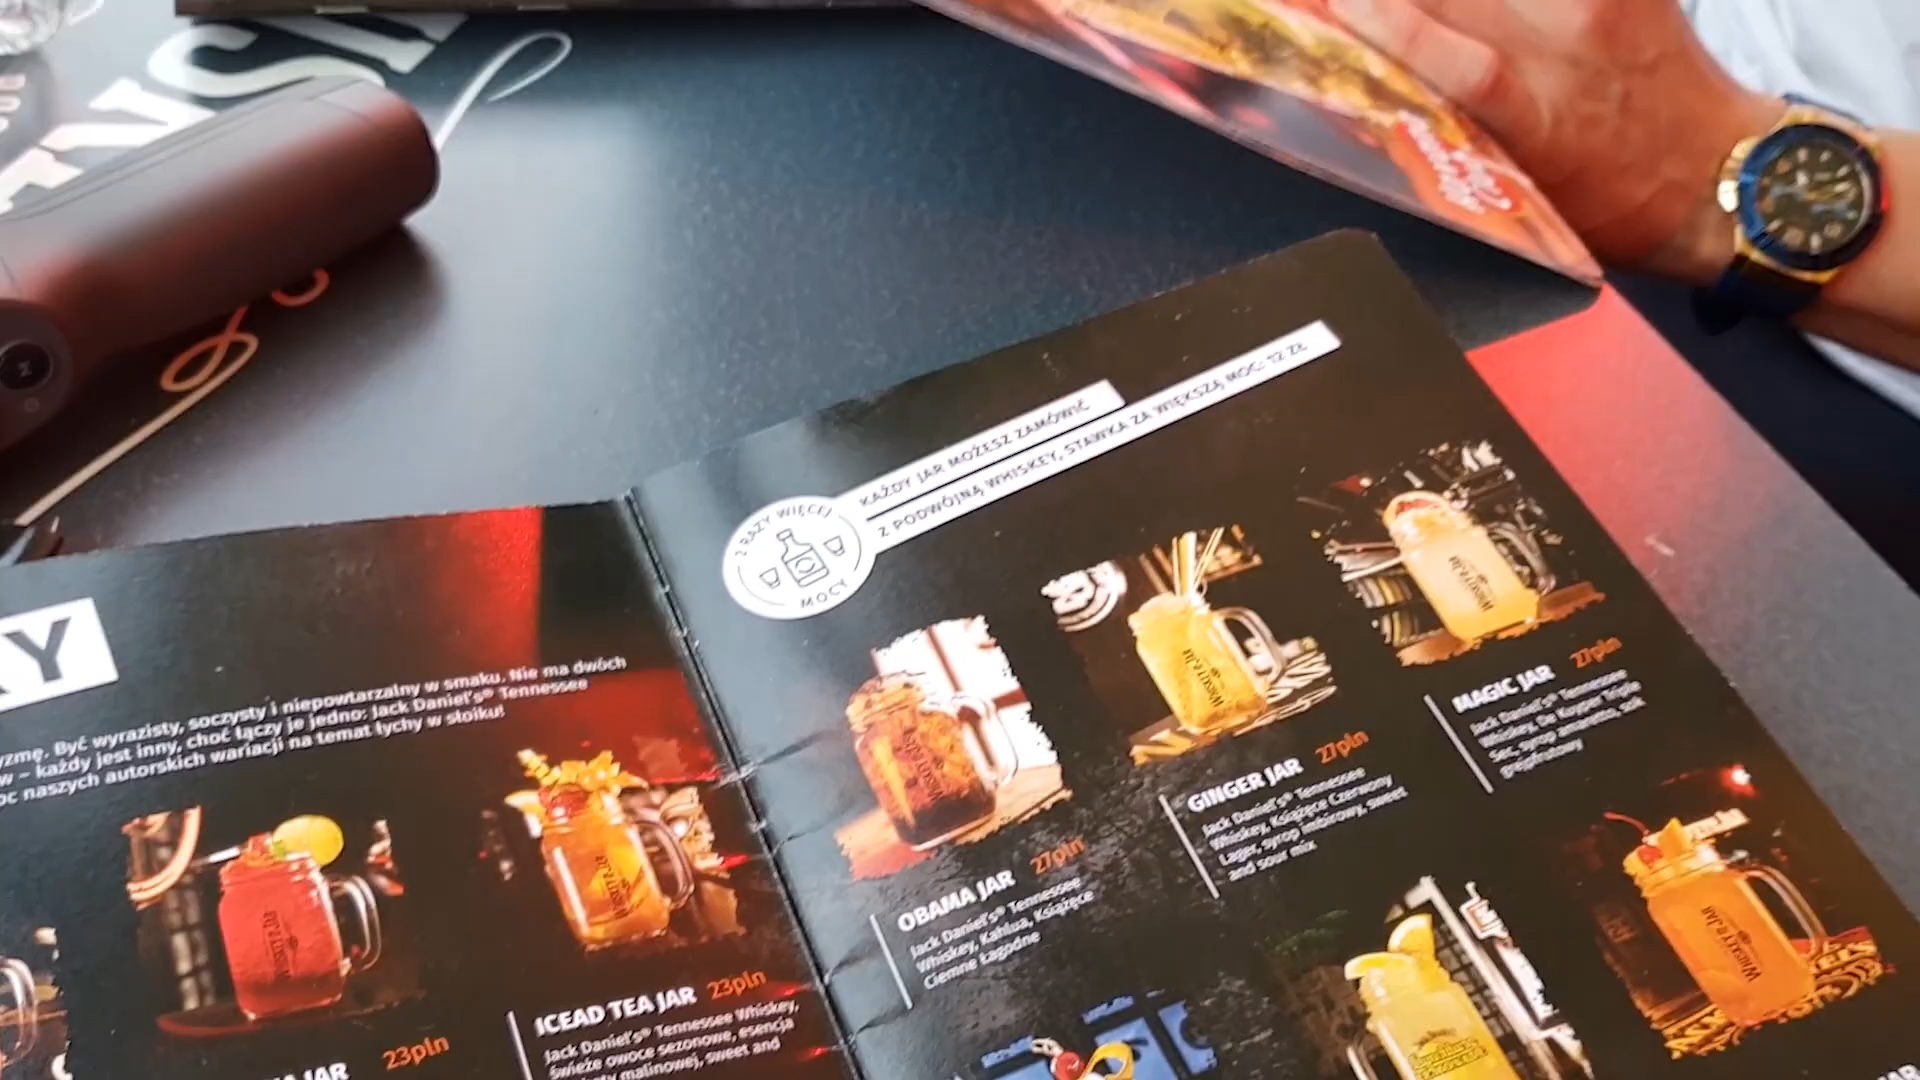 Y
Być wyrazisty, soczysty i niepowtarzalny w smaku. Nie ma dwóch
w – każdy jest inny, choć łączy je jedno: Jack Daniel's® Tennessee
naszych autorskich wariacji na temat łychy w słoiku!
JAR 23pln
ICEAD TEA JAR 23pln
Jack Daniel's® Tennessee Whiskey,
świeże owoce sezonowe, esencja
malinowej, sweet and
2 RAZY WIĘCEJ
MOCY
KAŻDY JAR MOŻESZ ZAMÓWIĆ
Z PODWÓJNĄ WHISKEY, STAWKA ZA WIĘKSZĄ MOC: 12 ZŁ
OBAMA JAR 27pln
Jack Daniel's® Tennessee
Whiskey, Kahlua, Książęce
Ciemne Łagodne
GINGER JAR 27pln
Jack Daniel's® Tennessee
Whiskey, Książęce Czerwony
Lager, syrop imbirowy, sweet
and sour mix
MAGIC JAR 27pln
Jack Daniel's® Tennessee
Whiskey, De Kuyper Triple
Sec, syrop amaretto, sok
grejpfrutowy